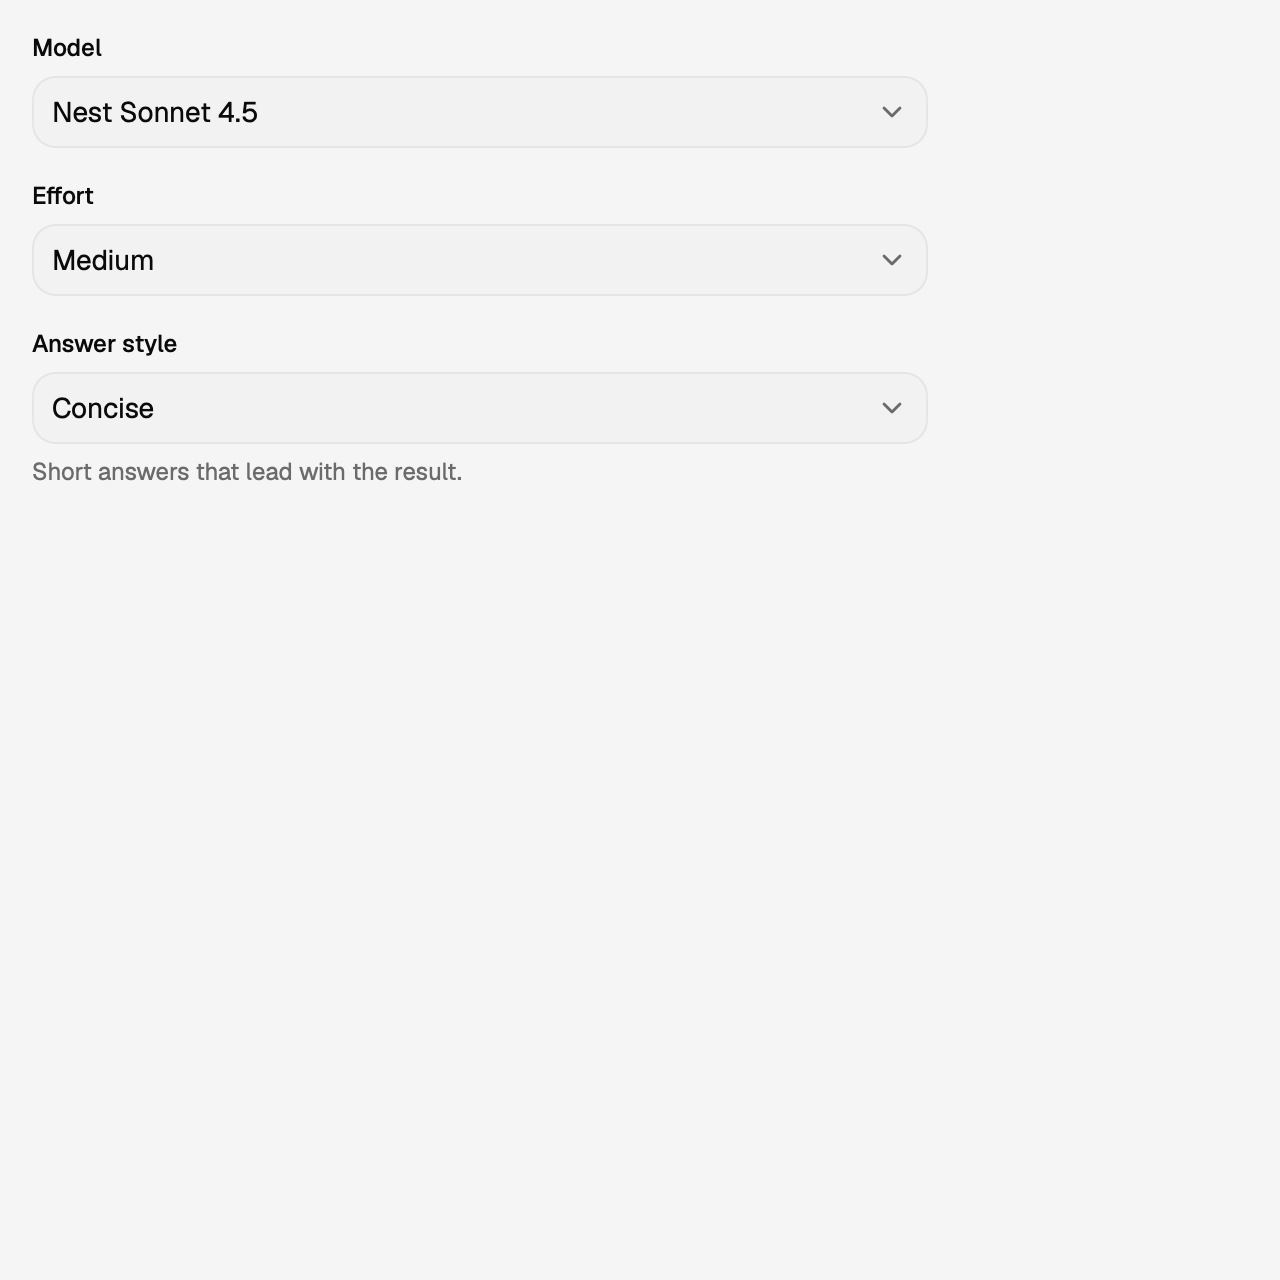 Model
Nest Sonnet 4.5
Effort
Medium
Answer style
Concise
Short answers that lead with the result.